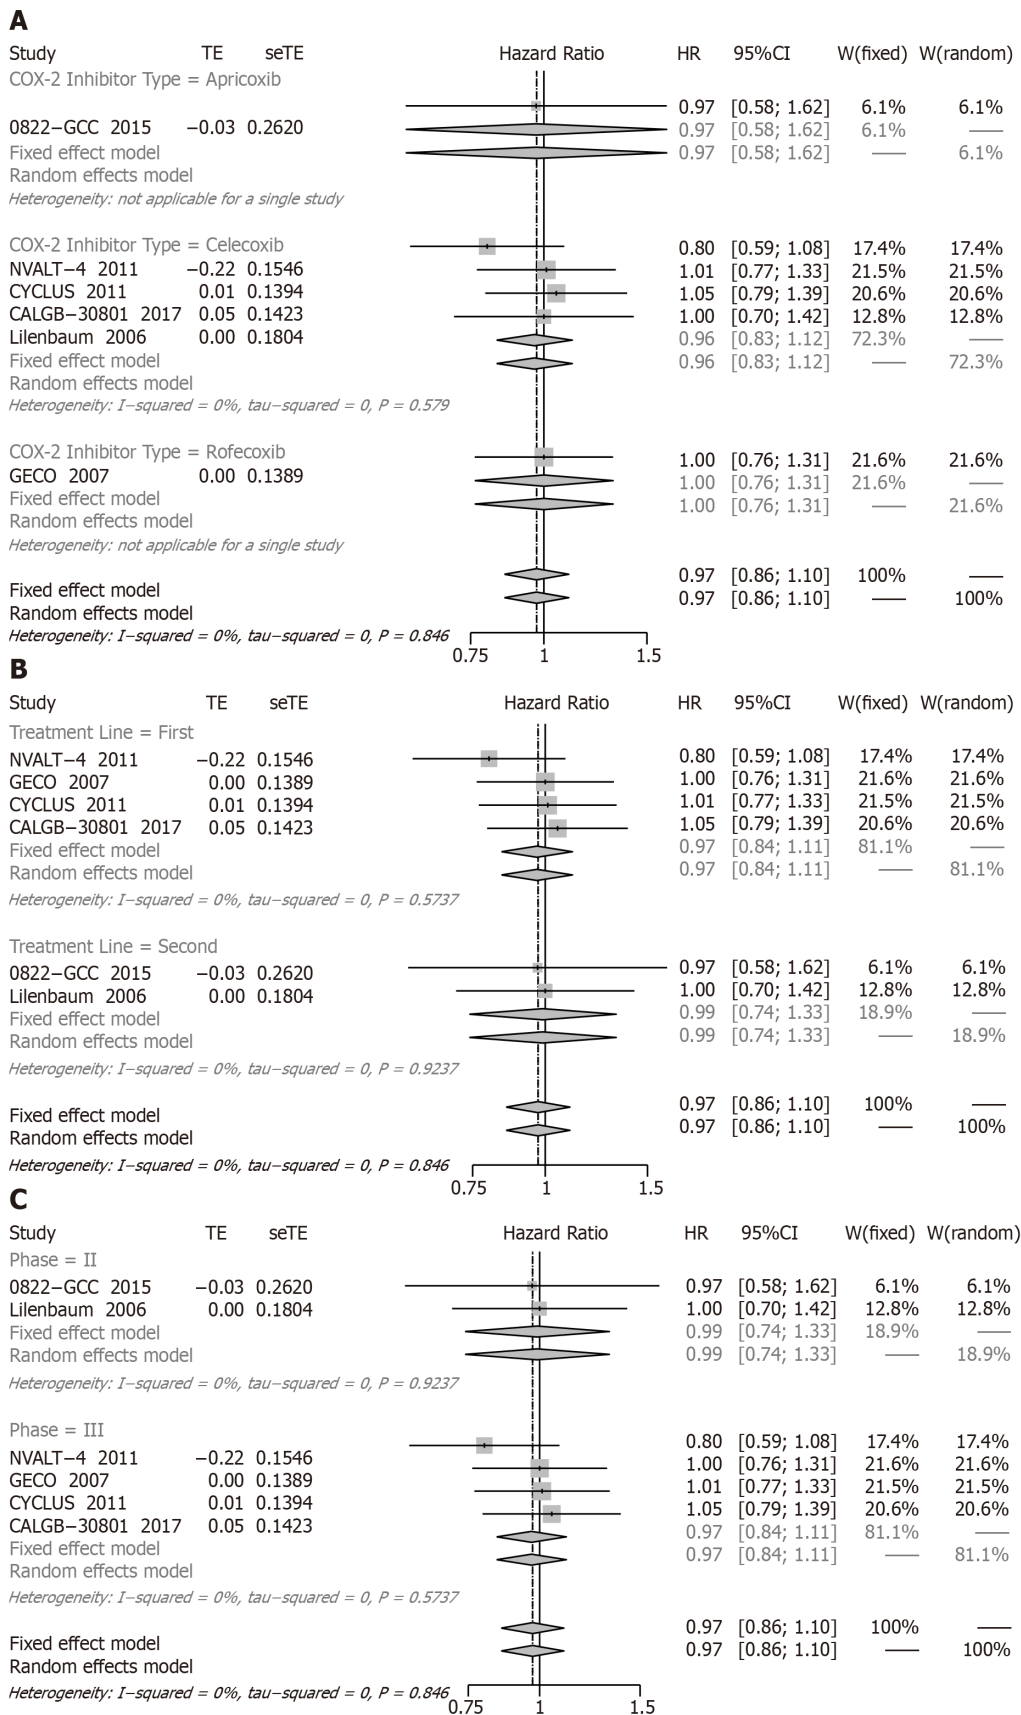 A
Study TE seTE Hazard Ratio HR 95%CI W(fixed) W(random)
COX-2 Inhibitor Type = Apricoxib
0.97 [0.58; 1.62] 6.1% 6.1%
0822−GCC 2015 −0.03 0.2620 0.97 [0.58; 1.62] 6.1% ——
Fixed effect model 0.97 [0.58; 1.62] —— 6.1%
Random effects model
Heterogeneity: not applicable for a single study
COX-2 Inhibitor Type = Celecoxib 0.80 [0.59; 1.08] 17.4% 17.4%
NVALT−4 2011 −0.22 0.1546 1.01 [0.77; 1.33] 21.5% 21.5%
CYCLUS 2011 0.01 0.1394 1.05 [0.79; 1.39] 20.6% 20.6%
CALGB−30801 2017 0.05 0.1423 1.00 [0.70; 1.42] 12.8% 12.8%
Lilenbaum 2006 0.00 0.1804 0.96 [0.83; 1.12] 72.3% ——
Fixed effect model 0.96 [0.83; 1.12] —— 72.3%
Random effects model
Heterogeneity: I−squared = 0%, tau−squared = 0, P = 0.579
COX-2 Inhibitor Type = Rofecoxib 1.00 [0.76; 1.31] 21.6% 21.6%
GECO 2007 0.00 0.1389 1.00 [0.76; 1.31] 21.6% ——
Fixed effect model 1.00 [0.76; 1.31] —— 21.6%
Random effects model
Heterogeneity: not applicable for a single study
0.97 [0.86; 1.10] 100% ——
Fixed effect model 0.97 [0.86; 1.10] —— 100%
Random effects model
Heterogeneity: I−squared = 0%, tau−squared = 0, P = 0.846
0.75 1 1.5
B
Study TE seTE Hazard Ratio HR 95%CI W(fixed) W(random)
Treatment Line = First
NVALT−4 2011 −0.22 0.1546 0.80 [0.59; 1.08] 17.4% 17.4%
GECO 2007 0.00 0.1389 1.00 [0.76; 1.31] 21.6% 21.6%
CYCLUS 2011 0.01 0.1394 1.01 [0.77; 1.33] 21.5% 21.5%
CALGB−30801 2017 0.05 0.1423 1.05 [0.79; 1.39] 20.6% 20.6%
Fixed effect model 0.97 [0.84; 1.11] 81.1% ——
Random effects model 0.97 [0.84; 1.11] —— 81.1%
Heterogeneity: I−squared = 0%, tau−squared = 0, P = 0.5737
Treatment Line = Second
0822−GCC 2015 −0.03 0.2620 0.97 [0.58; 1.62] 6.1% 6.1%
Lilenbaum 2006 0.00 0.1804 1.00 [0.70; 1.42] 12.8% 12.8%
Fixed effect model 0.99 [0.74; 1.33] 18.9% ——
Random effects model 0.99 [0.74; 1.33] —— 18.9%
Heterogeneity: I−squared = 0%, tau−squared = 0, P = 0.9237
Fixed effect model 0.97 [0.86; 1.10] 100% ——
Random effects model 0.97 [0.86; 1.10] —— 100%
Heterogeneity: I−squared = 0%, tau−squared = 0, P = 0.846
0.75 1 1.5
C
Study TE seTE Hazard Ratio HR 95%CI W(fixed) W(random)
Phase = II
0822−GCC 2015 −0.03 0.2620 0.97 [0.58; 1.62] 6.1% 6.1%
Lilenbaum 2006 0.00 0.1804 1.00 [0.70; 1.42] 12.8% 12.8%
Fixed effect model 0.99 [0.74; 1.33] 18.9% ——
Random effects model 0.99 [0.74; 1.33] —— 18.9%
Heterogeneity: I−squared = 0%, tau−squared = 0, P = 0.9237
Phase = III
0.80 [0.59; 1.08] 17.4% 17.4%
NVALT−4 2011 −0.22 0.1546 1.00 [0.76; 1.31] 21.6% 21.6%
GECO 2007 0.00 0.1389 1.01 [0.77; 1.33] 21.5% 21.5%
CYCLUS 2011 0.01 0.1394 1.05 [0.79; 1.39] 20.6% 20.6%
CALGB−30801 2017 0.05 0.1423 0.97 [0.84; 1.11] 81.1% ——
Fixed effect model 0.97 [0.84; 1.11] —— 81.1%
Random effects model
Heterogeneity: I−squared = 0%, tau−squared = 0, P = 0.5737
0.97 [0.86; 1.10] 100% ——
Fixed effect model 0.97 [0.86; 1.10] —— 100%
Random effects model
Heterogeneity: I−squared = 0%, tau−squared = 0, P = 0.846
0.75 1 1.5